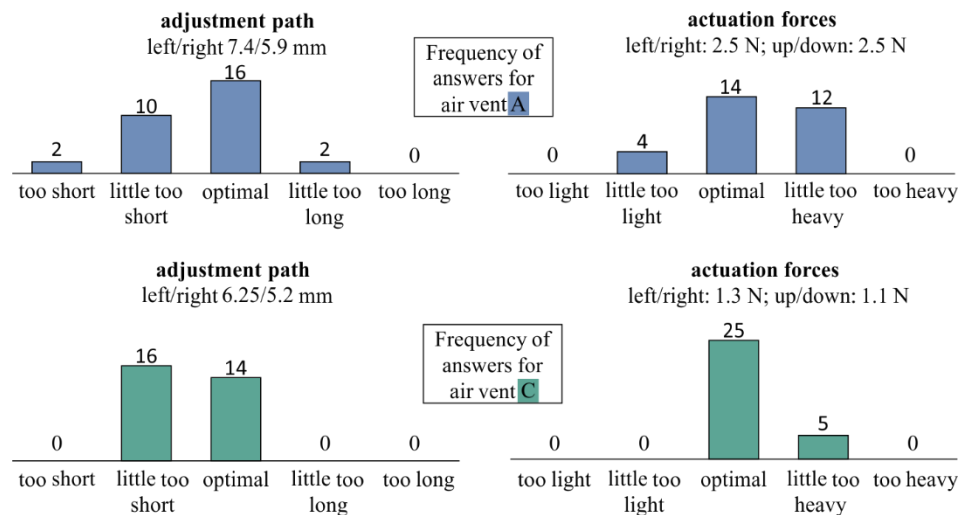 adjustment path
left/right 7.4/5.9 mm
16
10
2
2
0
too short
little too
short
optimal
little too
long
too long
Frequency of
answers for
air vent A
actuation forces
left/right: 2.5 N; up/down: 2.5 N
14
12
4
0
0
too light
little too
light
optimal
little too
heavy
too heavy
adjustment path
left/right 6.25/5.2 mm
16
14
0
0
0
too short
little too
short
optimal
little too
long
too long
Frequency of
answers for
air vent C
actuation forces
left/right: 1.3 N; up/down: 1.1 N
25
5
0
0
0
too light
little too
light
optimal
little too
heavy
too heavy